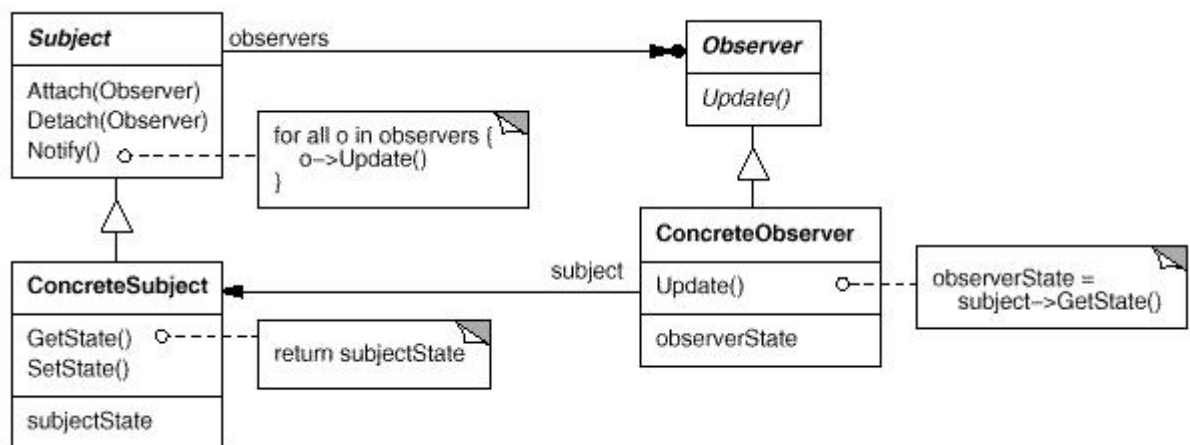 Subject
Attach(Observer)
Detach(Observer)
Notify()
observers
Observer
Update()
for all o in observers {
o->Update()
}
ConcreteSubject
GetState()
SetState()
subjectState
return subjectState
subject
ConcreteObserver
Update()
observerState
observerState =
subject->GetState()